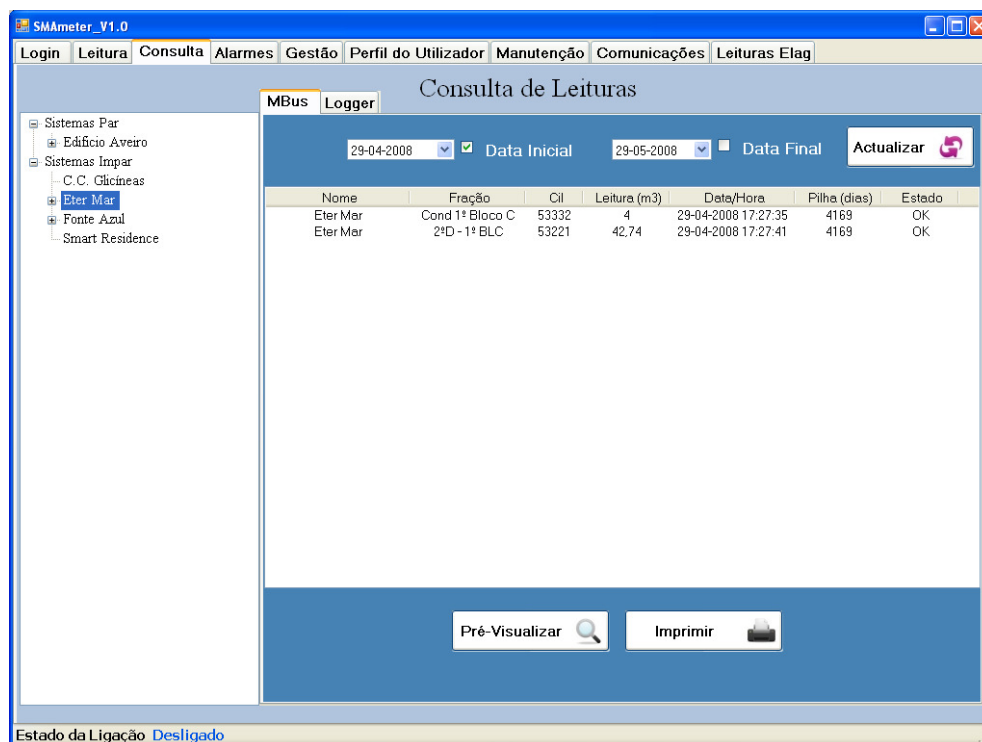 SMAmeter_V1.0
Login Leitura Consulta Alarmes Gestão Perfil do Utilizador Manutenção Comunicações Leituras Elag
Consulta de Leituras
MBus Logger
Sistemas Par
Edificio Aveiro
Sistemas Impar
C.C. Glicíneas
Eter Mar
Fonte Azul
Smart Residence
29-04-2008 Data Inicial 29-05-2008 Data Final Actualizar
Nome Fração Cil Leitura (m3) Data/Hora Pilha (dias) Estado
Eter Mar Cond 1º Bloco C 53332 4 29-04-2008 17:27:35 4169 OK
Eter Mar 2ºD - 1º BLC 53221 42,74 29-04-2008 17:27:41 4169 OK
Pré-Visualizar Imprimir
Estado da Ligação Desligado